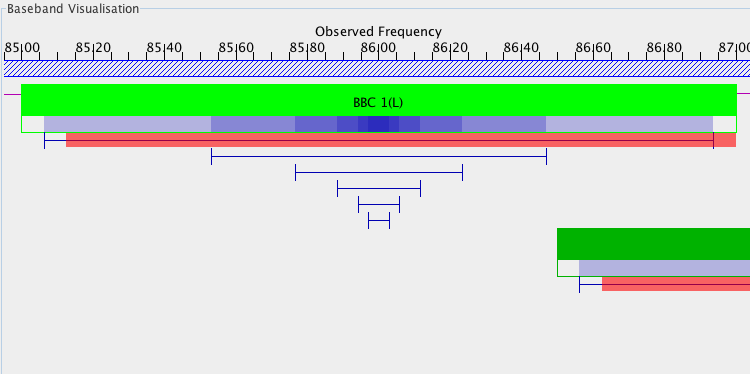 Baseband Visualisation
Observed Frequency
85|00 85|20 85|40 85|60 85|80 86|00 86|20 86|40 86|60 86|80 87|00
BBC 1(L)